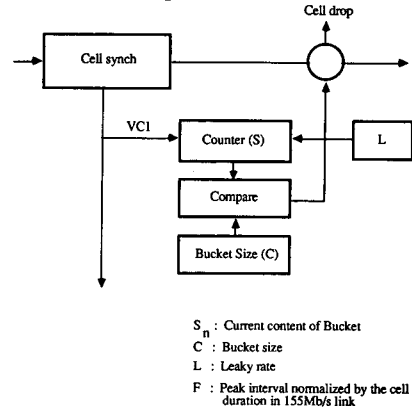 Cell drop
Cell synch
VC1
Counter (S)
L
Compare
Bucket Size (C)
Sn : Current content of Bucket
C : Bucket size
L : Leaky rate
F : Peak interval normalized by the cell
duration in 155Mb/s link